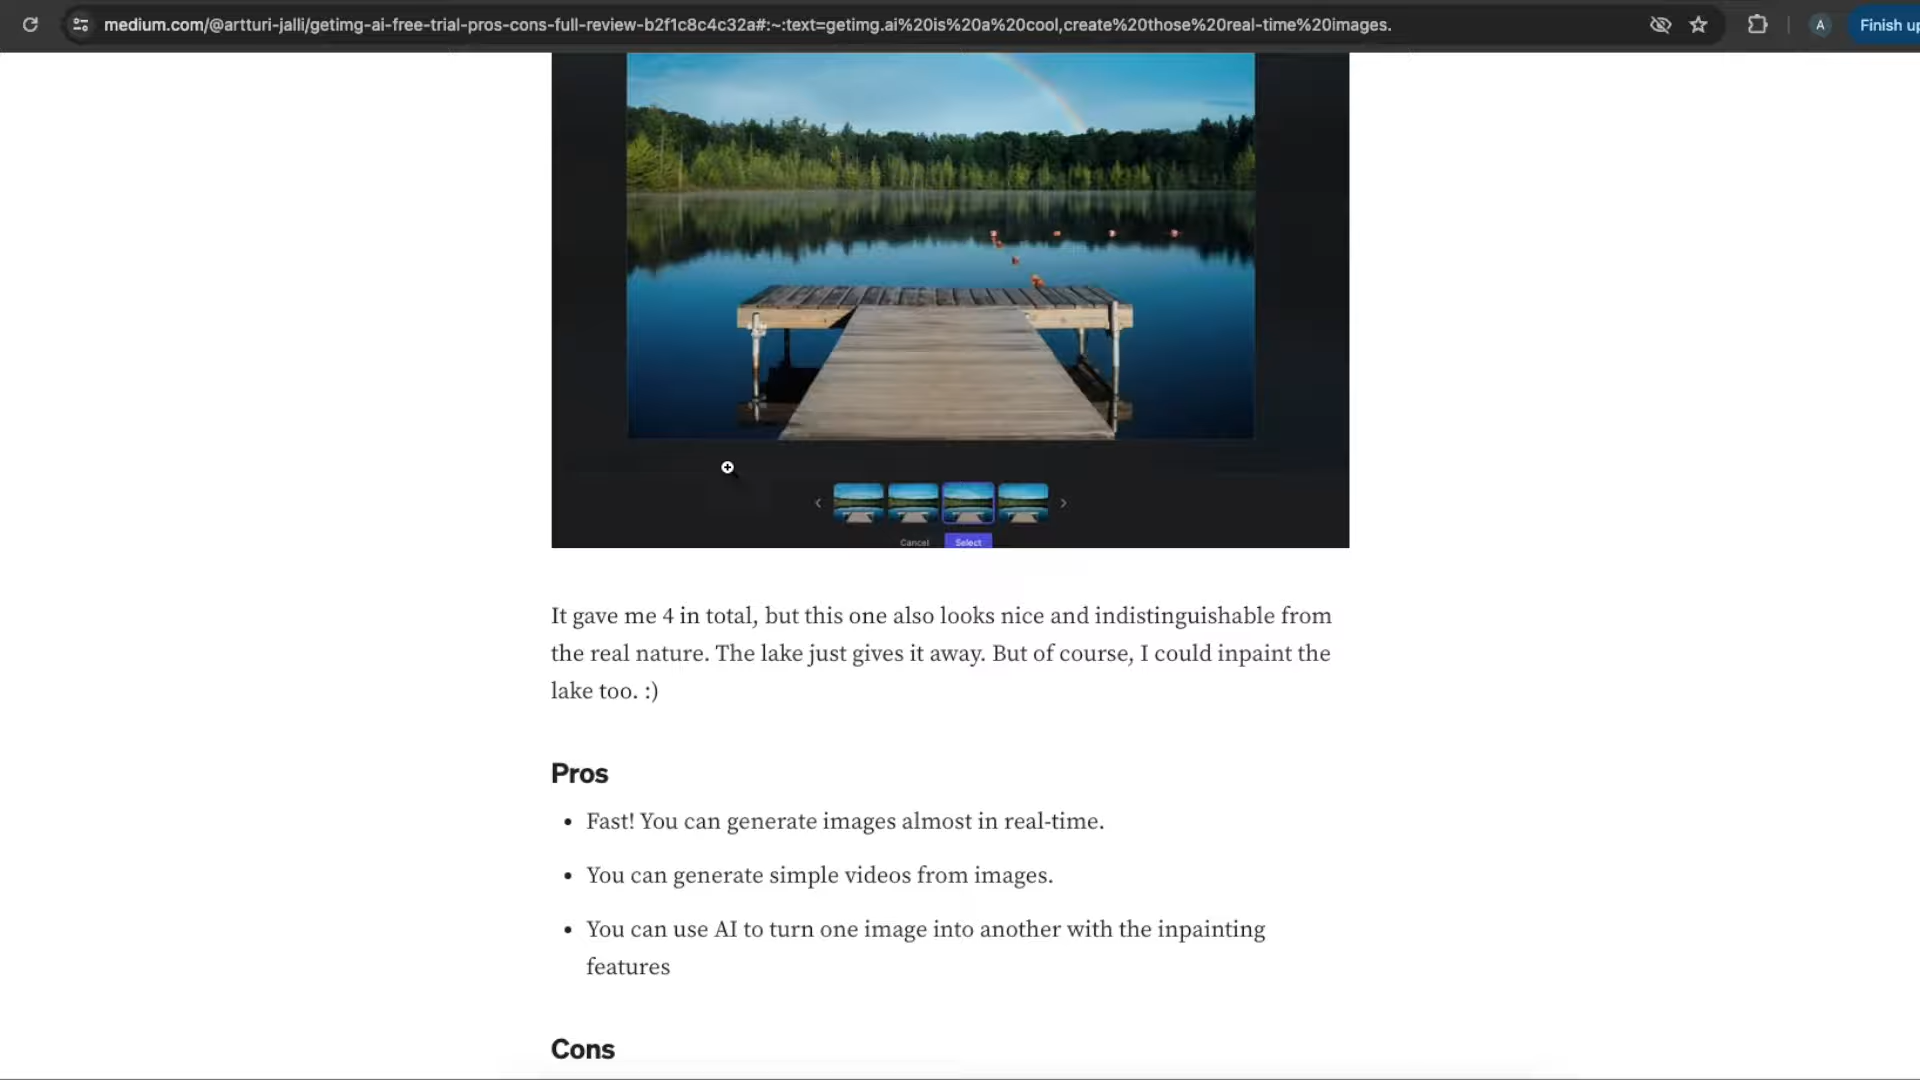 medium.com/@artturi-jalli/getimg-ai-free-trial-pros-cons-full-review-b2f1c8c4c32a#:~:text=getimg.ai%20is%20a%20cool,create%20those%20real-time%20images.
A
Finish up
Cancel
Select
It gave me 4 in total, but this one also looks nice and indistinguishable from
the real nature. The lake just gives it away. But of course, I could inpaint the
lake too. :)
Pros
• Fast! You can generate images almost in real-time.
• You can generate simple videos from images.
• You can use AI to turn one image into another with the inpainting
features
Cons